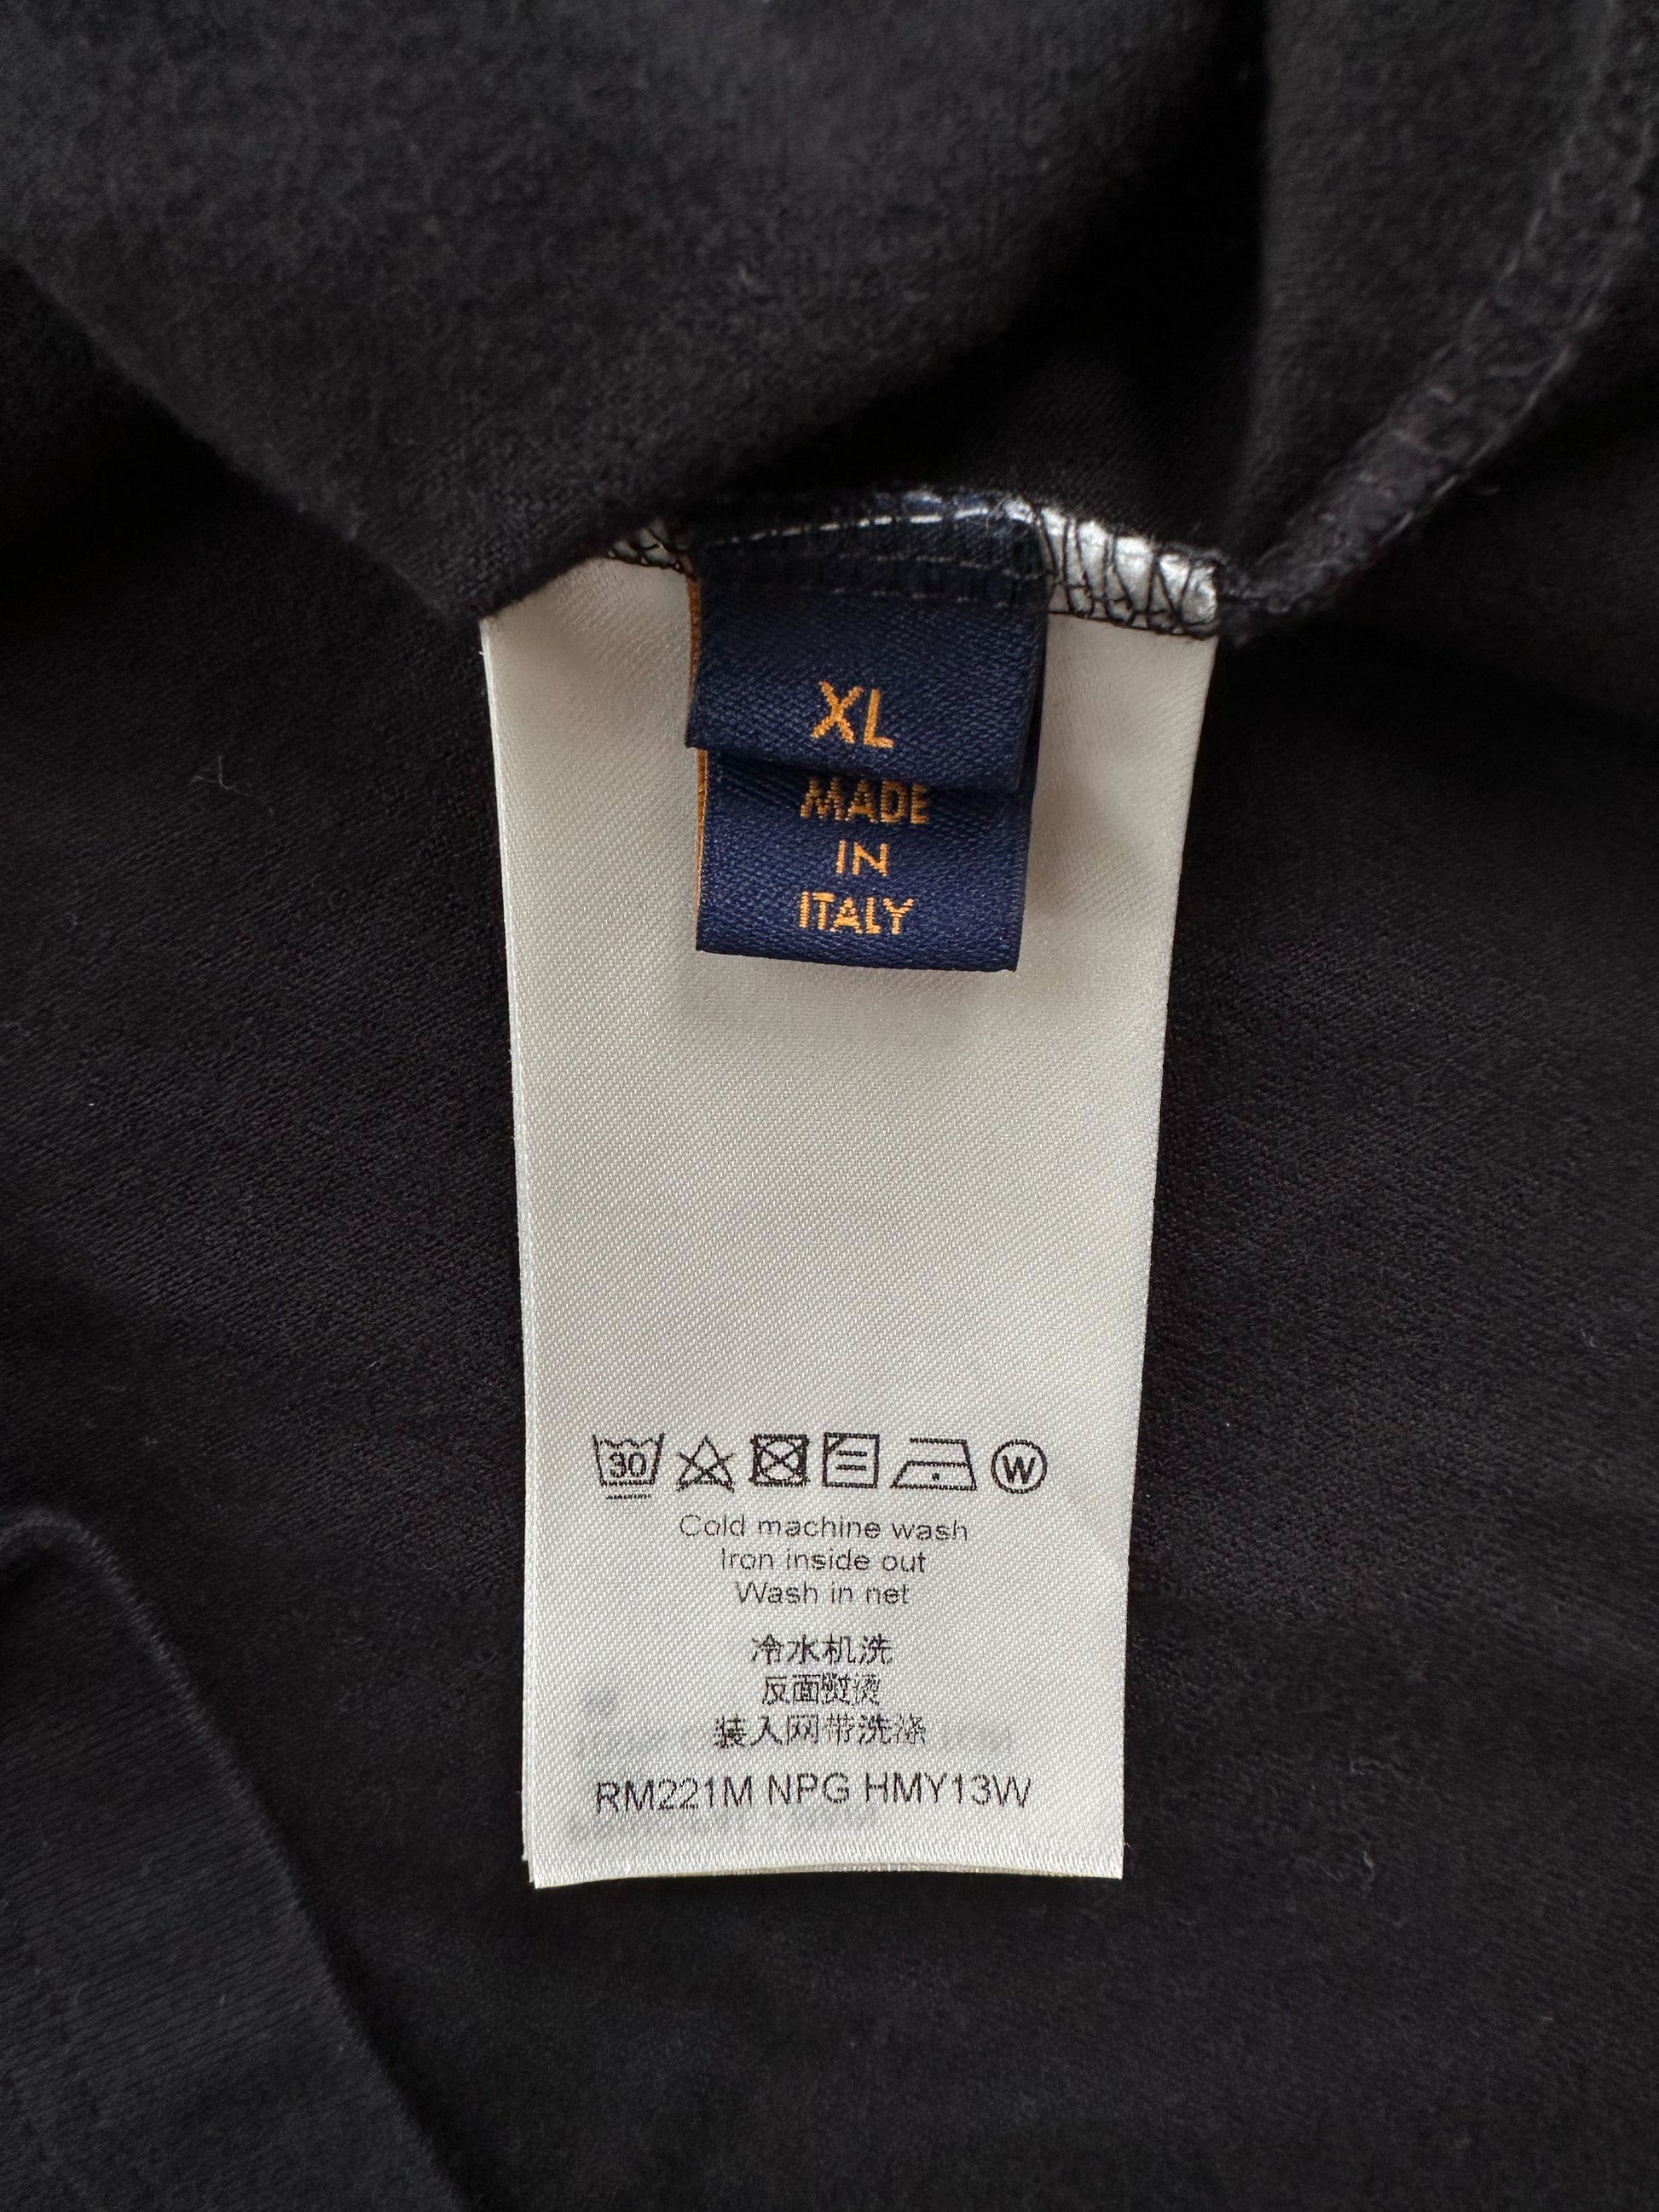 XL
MADE
IN
ITALY
30
W
Cold machine wash
Iron inside out
Wash in net
冷水机洗
反面熨烫
装入网带洗涤
RM221M NPG HMY13W